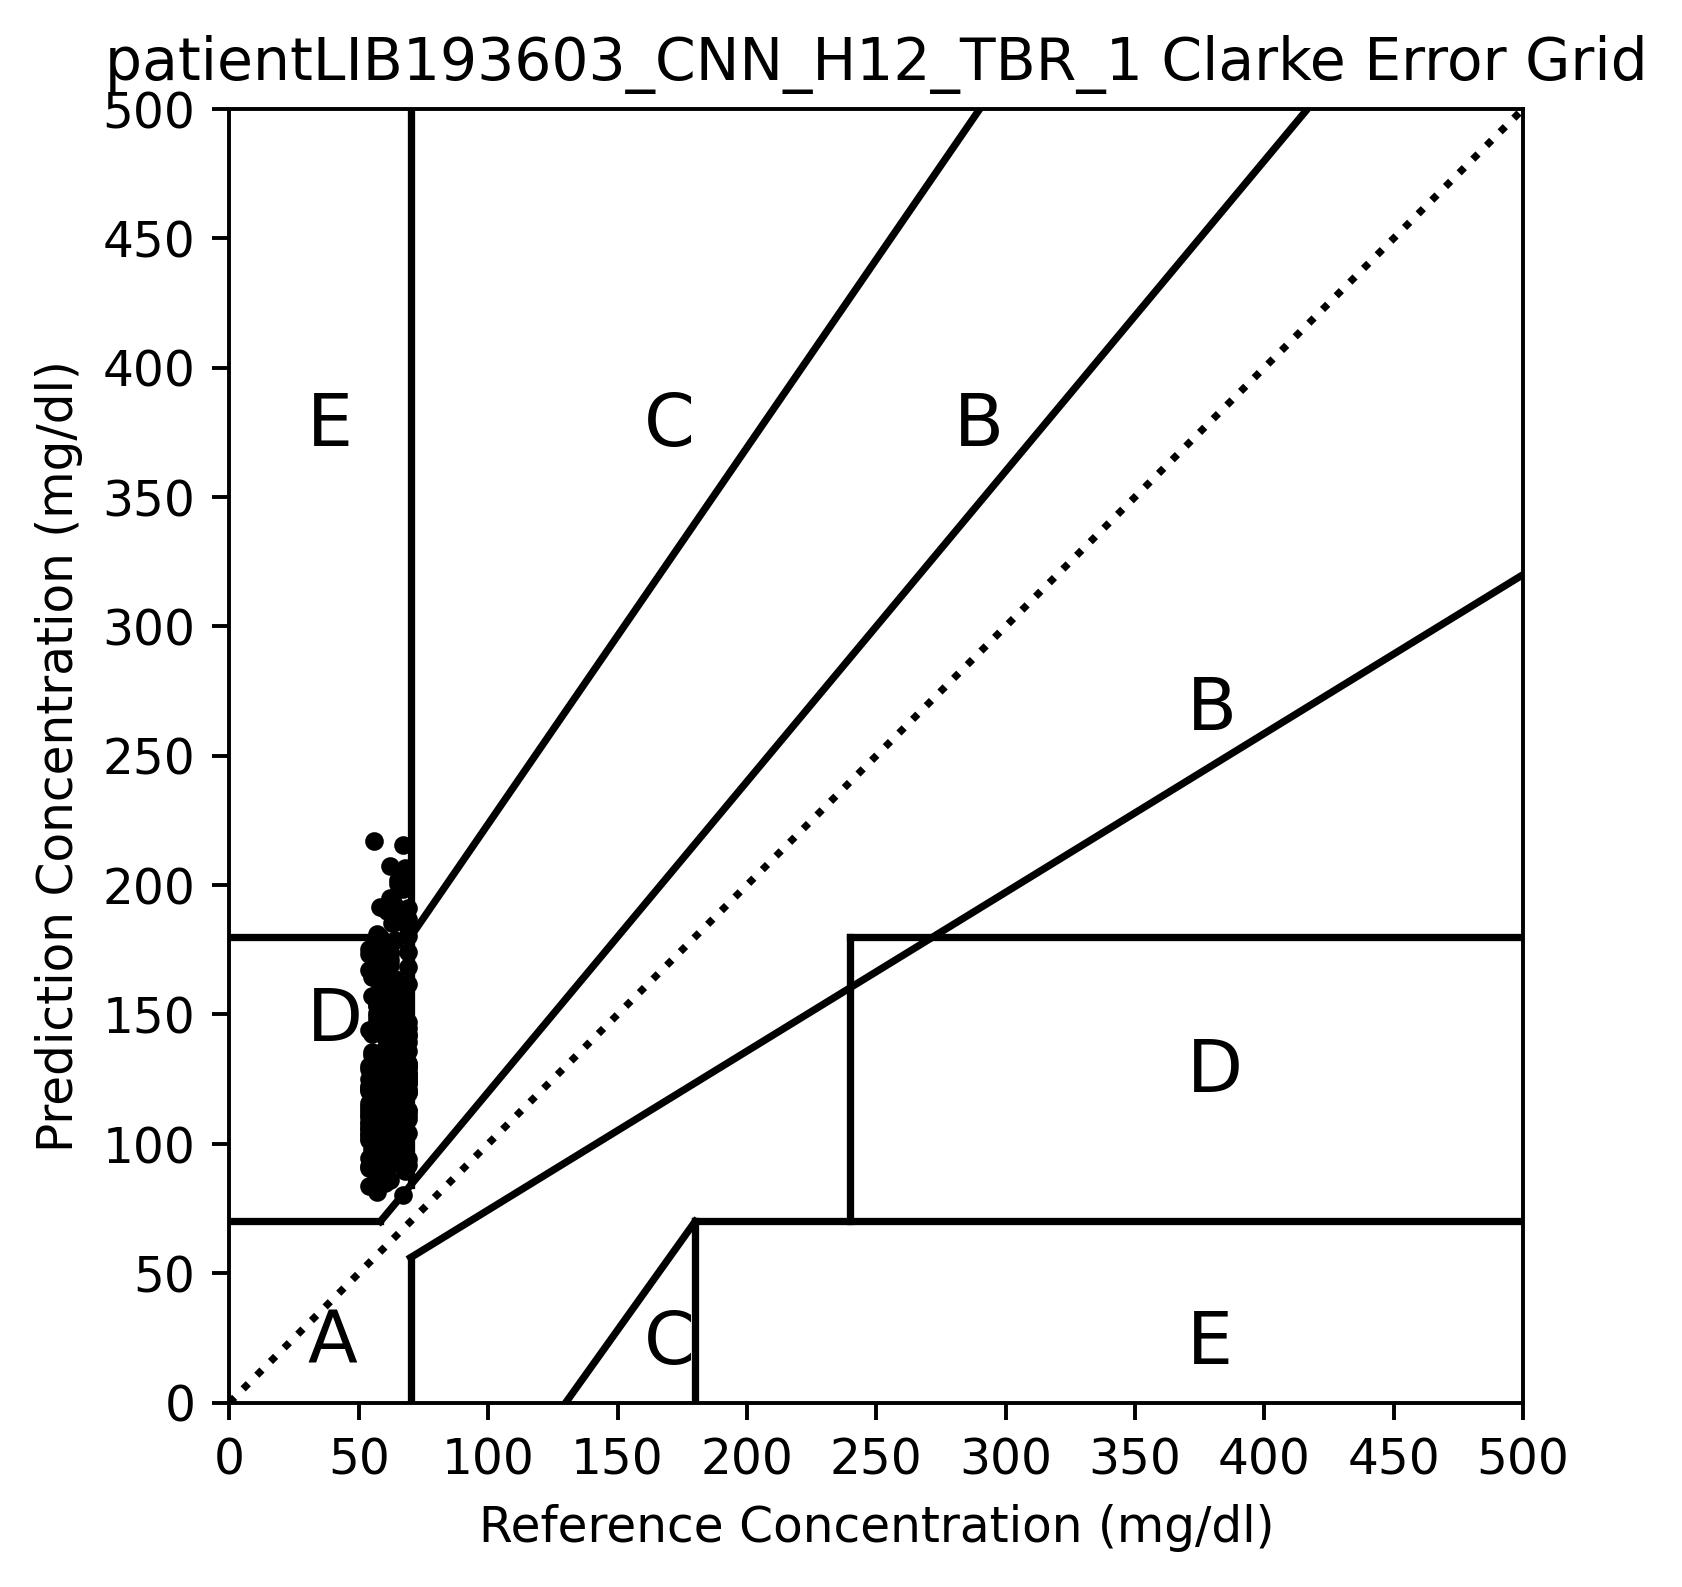 patientLIB193603_CNN_H12_TBR_1 Clarke Error Grid
500
450
400
350
300
250
200
150
100
50
0
Prediction Concentration (mg/dl)
E
C
B
B
D
D
A
C
E
0 50 100 150 200 250 300 350 400 450 500
Reference Concentration (mg/dl)